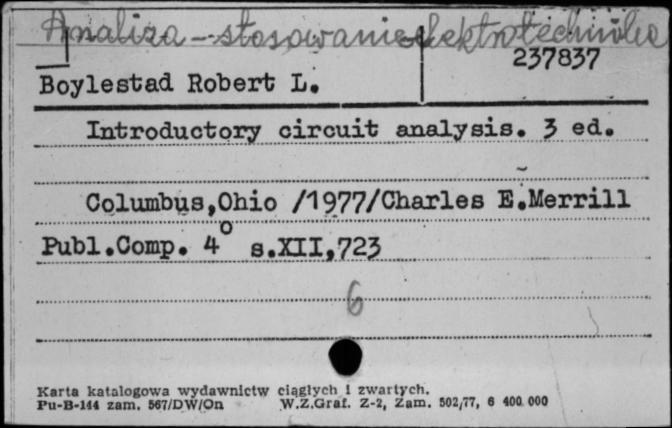 Analiza - stosowanie elektrotechnika
237837
Boylestad Robert L.
Introductory circuit analysis. 3 ed.
Columbus,Ohio /1977/Charles E.Merrill
Publ.Comp. 4º s.XII,723
6
Karta katalogowa wydawnictw ciągłych i zwartych.
Pu-B-144 zam. 567/DW/On W.Z.Graf. Z-2, Zam. 502/77, 6 400 000